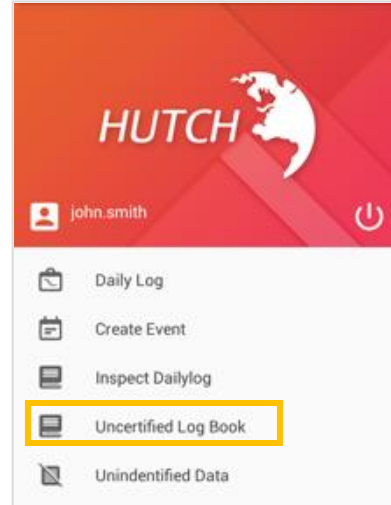 HUTCH
john.smith
Daily Log
Create Event
Inspect Dailylog
Uncertified Log Book
Unindentified Data